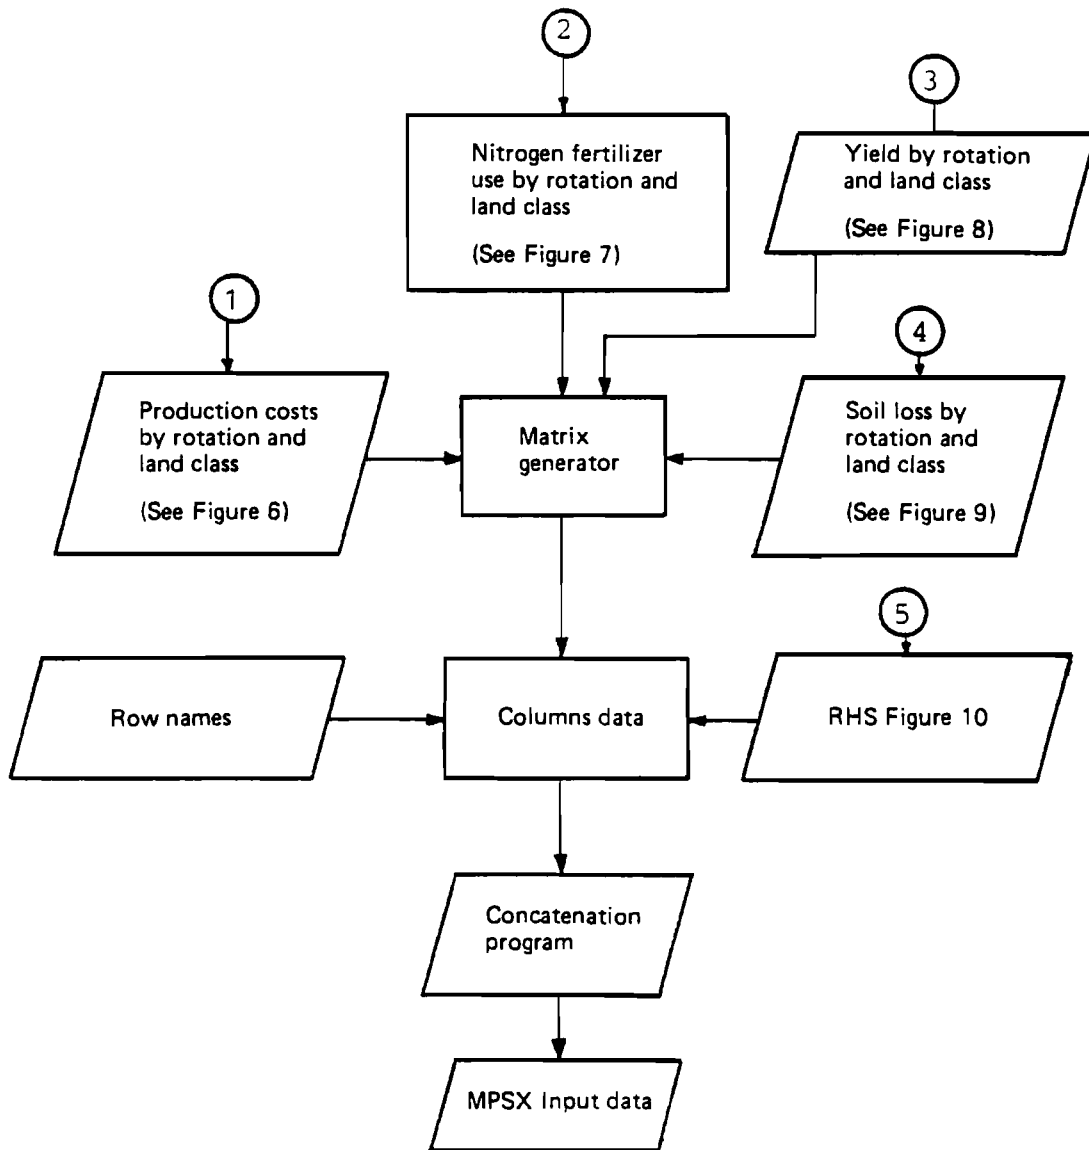 2
3
Nitrogen fertilizer
use by rotation and
land class
(See Figure 7)
Yield by rotation
and land class
(See Figure 8)
1
4
Production costs
by rotation and
land class
(See Figure 6)
Matrix
generator
Soil loss by
rotation and
land class
(See Figure 9)
5
Row names
Columns data
RHS Figure 10
Concatenation
program
MPSX Input data